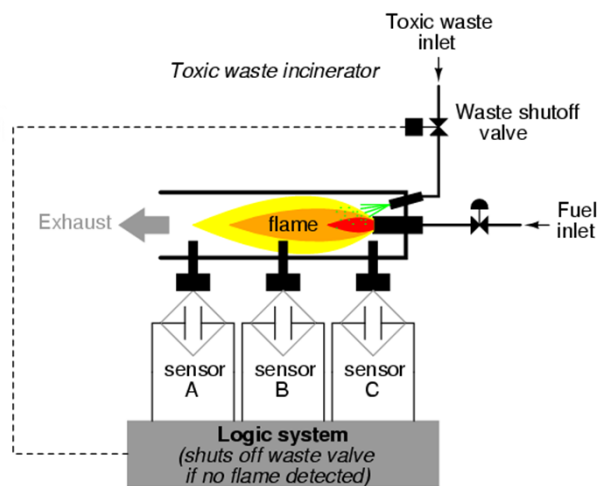 Toxic waste
inlet
Toxic waste incinerator
Waste shutoff
valve
Exhaust
flame
Fuel
inlet
sensor
A
sensor
B
sensor
C
Logic system
(shuts off waste valve
if no flame detected)